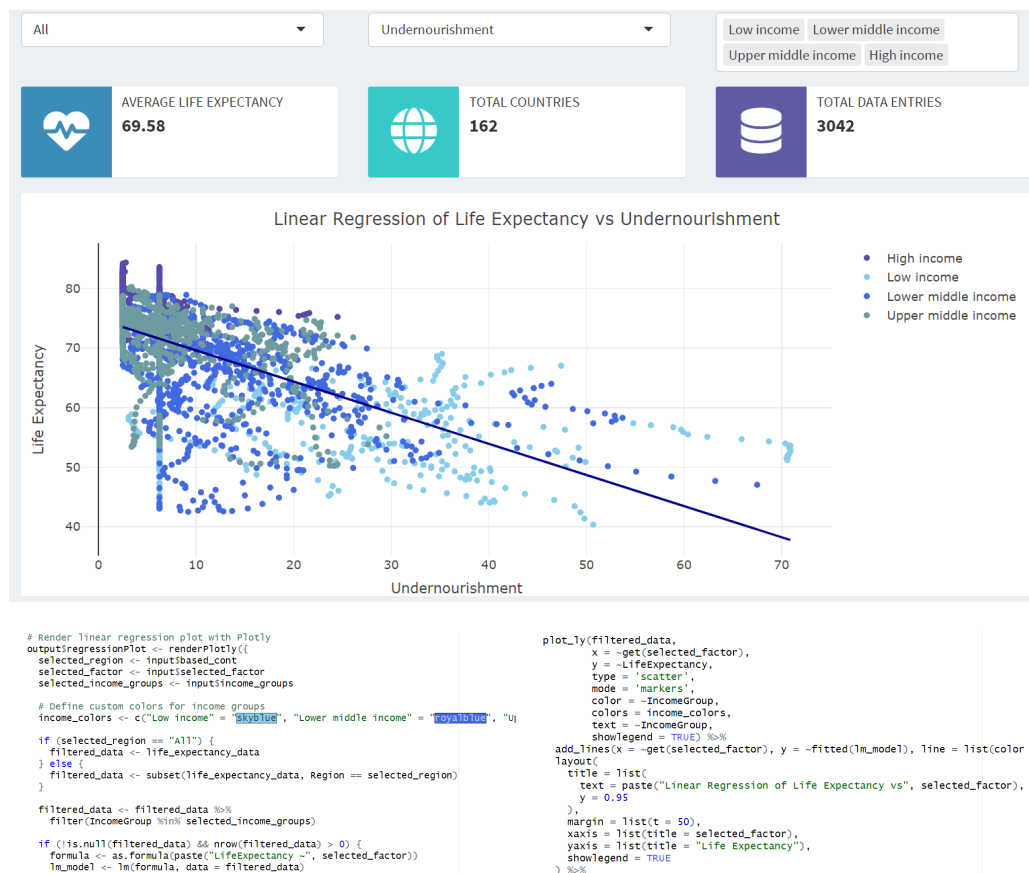 All
Undernourishment
Low income Lower middle income
Upper middle income High income
AVERAGE LIFE EXPECTANCY
69.58
TOTAL COUNTRIES
162
TOTAL DATA ENTRIES
3042
Linear Regression of Life Expectancy vs Undernourishment
Life Expectancy
80
70
60
50
40
0 10 20 30 40 50 60 70
Undernourishment
High income
Low income
Lower middle income
Upper middle income
# Render linear regression plot with Plotly
output$regressionPlot <- renderPlotly({
selected_region <- input$based_cont
selected_factor <- input$selected_factor
selected_income_groups <- input$income_groups
# Define custom colors for income groups
income_colors <- c("Low income" = "skyblue", "Lower middle income" = "royalblue", "Up
if (selected_region == "All") {
filtered_data <- life_expectancy_data
} else {
filtered_data <- subset(life_expectancy_data, Region == selected_region)
}
filtered_data <- filtered_data %>%
filter(IncomeGroup %in% selected_income_groups)
if (!is.null(filtered_data) && nrow(filtered_data) > 0) {
formula <- as.formula(paste("LifeExpectancy ~", selected_factor))
lm_model <- lm(formula, data = filtered_data)
plot_ly(filtered_data,
x = ~get(selected_factor),
y = ~LifeExpectancy,
type = 'scatter',
mode = 'markers',
color = ~IncomeGroup,
colors = income_colors,
text = ~IncomeGroup,
showlegend = TRUE) %>%
add_lines(x = ~get(selected_factor), y = ~fitted(lm_model), line = list(color
layout(
title = list(
text = paste("Linear Regression of Life Expectancy vs", selected_factor),
y = 0.95
),
margin = list(t = 50),
xaxis = list(title = selected_factor),
yaxis = list(title = "Life Expectancy"),
showlegend = TRUE
) %>%